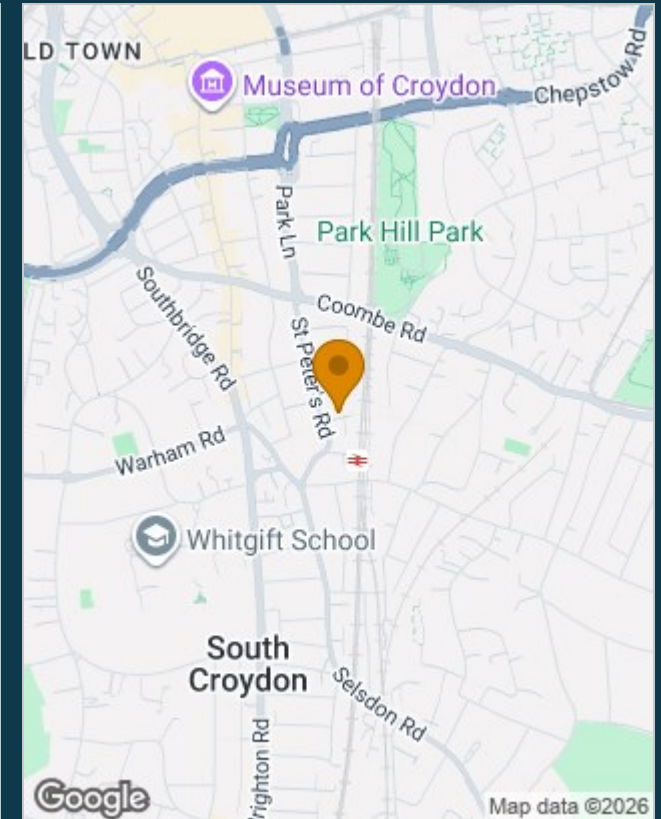 LD TOWN
Museum of Croydon
Chepstow Rd
Park Ln
Park Hill Park
Southbridge Rd
Coombe Rd
St Peter's Rd
Warham Rd
Whitgift School
South
Croydon
Selsdon Rd
righton Rd
Google
Map data ©2026